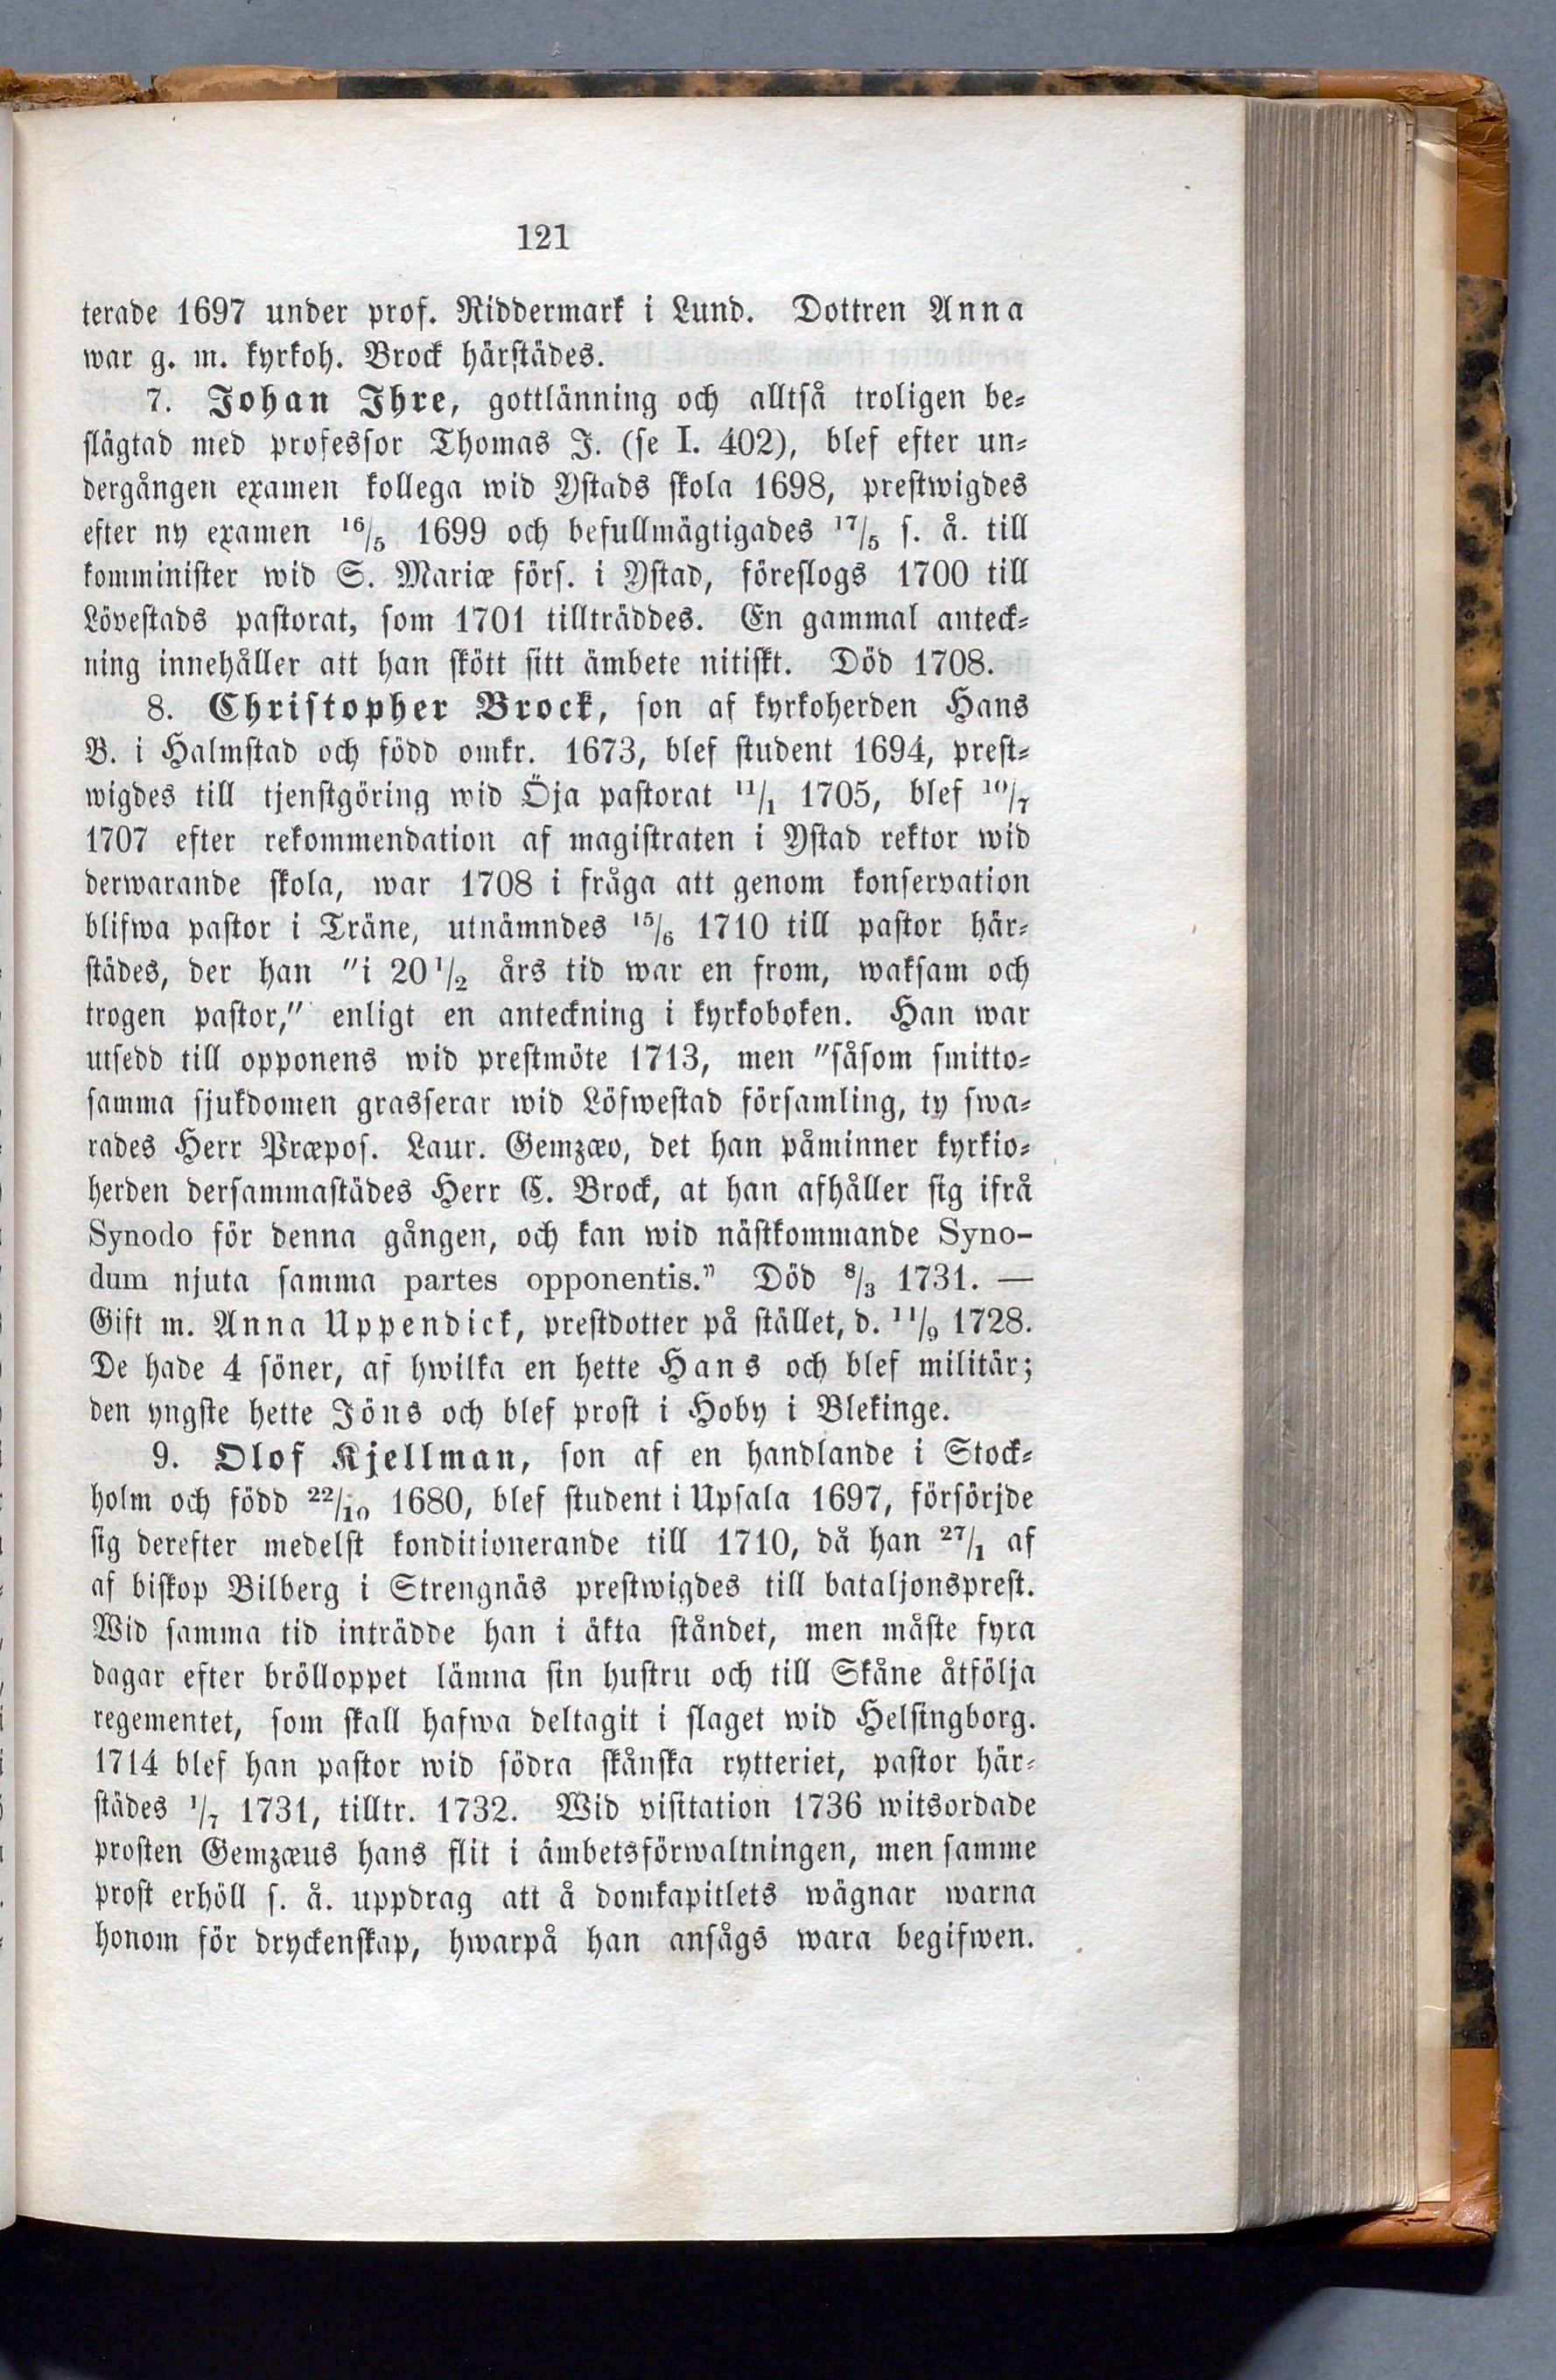 121
terade 1697 under prof. Riddermark i Lund. Dottren Anna
war g. m. kyrkoh. Brock härstädes.
7. Johan Ihre, gottlänning och alltså troligen be-
slägtad med professor Thomas J. (se I. 402), blef efter un-
dergången examen kollega wid Ystads skola 1698, prestwigdes
efter ny examen 16/5 1699 och befullmägtigades 17/5 s. å. till
komminister wid S. Mariæ förs. i Ystad, föreslogs 1700 till
Lövestads pastorat, som 1701 tillträddes. En gammal anteck-
ning innehåller att han skött sitt ämbete nitiskt. Död 1708.
8. Christopher Brock, son af kyrkoherden Hans
B. i Halmstad och född omkr. 1673, blef student 1694, prest-
wigdes till tjenstgöring wid Öja pastorat 11/1 1705, blef 10/7
1707 efter rekommendation af magistraten i Ystad rektor wid
derwarande skola, war 1708 i fråga att genom konservation
blifwa pastor i Träne, utnämndes 15/6 1710 till pastor här-
städes, der han "i 20 1/2 års tid war en from, waksam och
trogen pastor," enligt en anteckning i kyrkoboken. Han war
utsedd till opponens wid prestmöte 1713, men "såsom smitto-
samma sjukdomen grasserar wid Löfwestad församling, ty swa-
rades Herr Præpos. Laur. Gemzæo, det han påminner kyrkio-
herden dersammastädes Herr C. Brock, at han afhåller sig ifrå
Synodo för denna gången, och kan wid nästkommande Syno-
dum njuta samma partes opponentis." Död 8/3 1731. —
Gift m. Anna Uppendick, prestdotter på stället, d. 11/9 1728.
De hade 4 söner, af hwilka en hette Hans och blef militär;
den yngste hette Jöns och blef prost i Hoby i Blekinge.
9. Olof Kjellman, son af en handlande i Stock-
holm och född 22/10 1680, blef student i Upsala 1697, försörjde
sig derefter medelst konditionerande till 1710, då han 27/1 af
af biskop Bilberg i Strengnäs prestwigdes till bataljonsprest.
Wid samma tid inträdde han i äkta ståndet, men måste fyra
dagar efter brölloppet lämna sin hustru och till Skåne åtfölja
regementet, som skall hafwa deltagit i slaget wid Helsingborg.
1714 blef han pastor wid södra skånska rytteriet, pastor här-
städes 1/7 1731, tilltr. 1732. Wid visitation 1736 witsordade
prosten Gemzæus hans flit i ämbetsförwaltningen, men samme
prost erhöll s. å. uppdrag att å domkapitlets wägnar warna
honom för dryckenskap, hwarpå han ansågs wara begifwen.